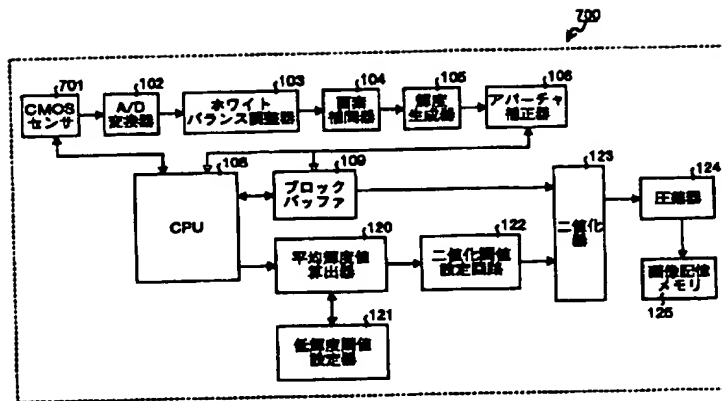 700
701
102
103
104
105
106
CMOS
センサ
A/D
変換器
ホワイト
バランス調整器
画素
補間器
輝度
生成器
アパーチャ
補正器
108
109
123
124
CPU
ブロック
バッファ
二値化
器
圧縮器
120
122
平均輝度値
算出器
二値化閾値
設定回路
画像記憶
メモリ
125
121
低輝度閾値
設定器